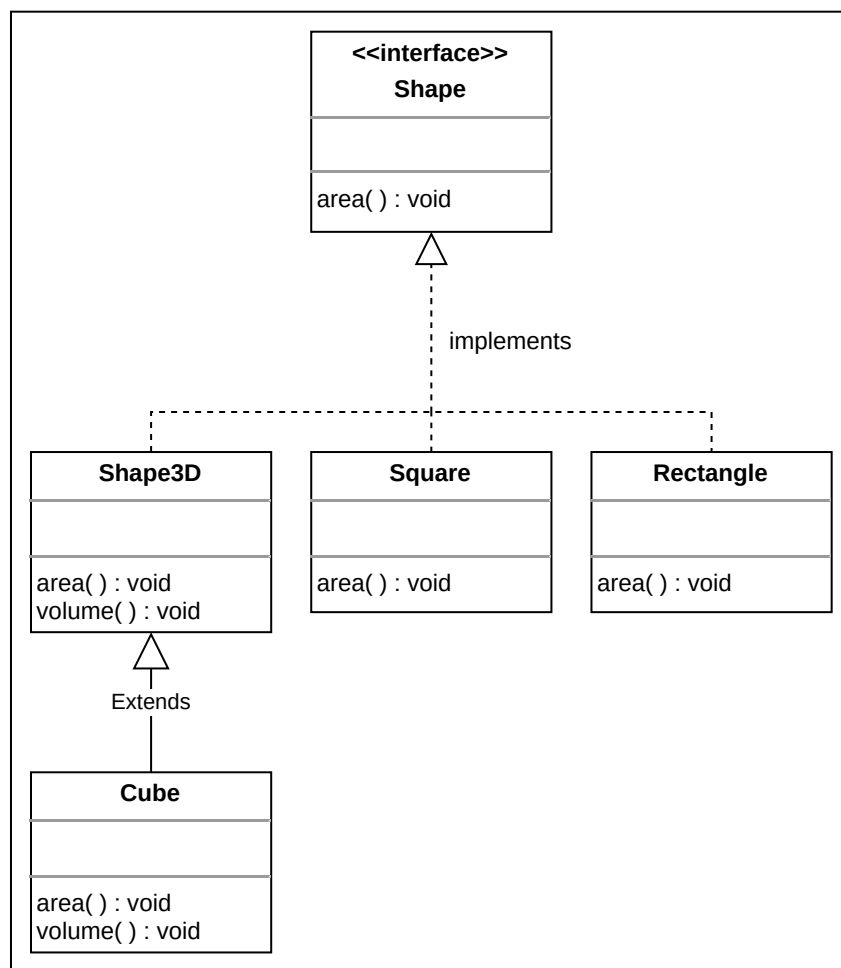 <<interface>>
Shape
area( ) : void
implements
Shape3D
area( ) : void
volume( ) : void
Square
area( ) : void
Rectangle
area( ) : void
Extends
Cube
area( ) : void
volume( ) : void